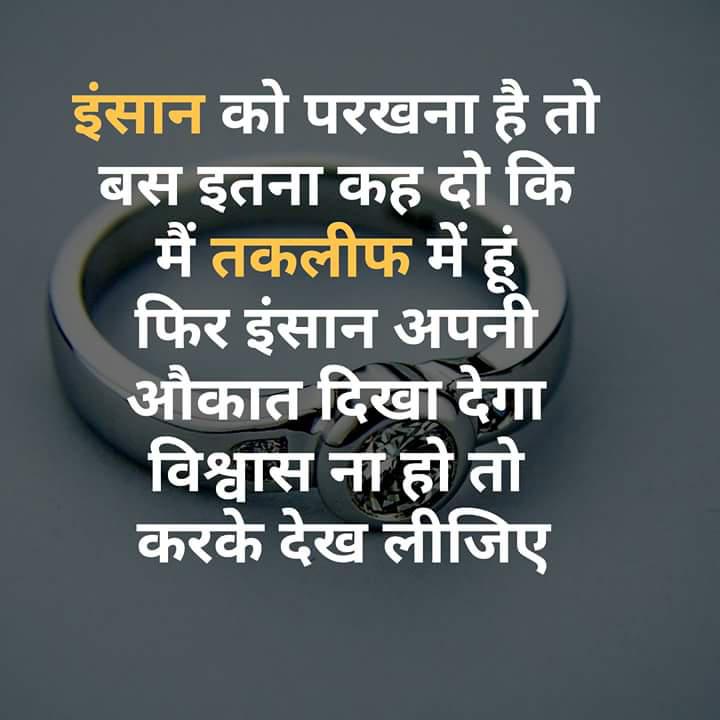 इंसान को परखना है तो
बस इतना कह दो कि
मैं तकलीफ में हूं
फिर इंसान अपनी
औकात दिखा देगा
विश्वास ना हो तो
करके देख लीजिए